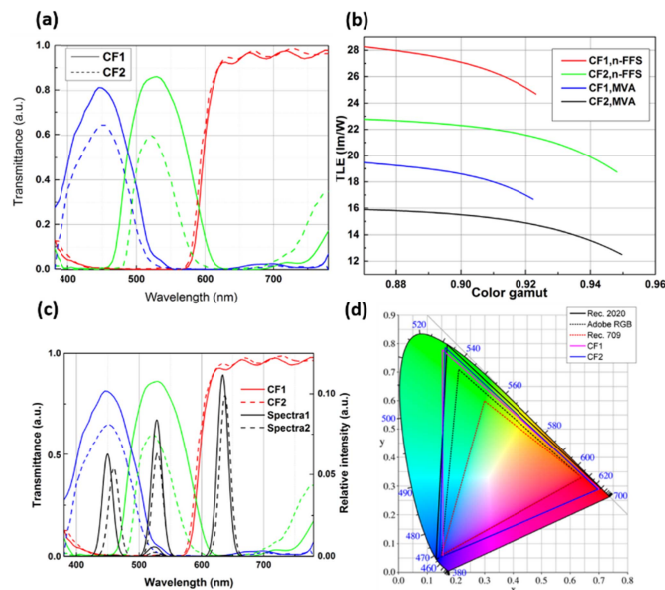 (a)
CF1
CF2
Transmittance (a.u.)
1.0
0.8
0.6
0.4
0.2
0.0
400
500
600
700
Wavelength (nm)
(b)
CF1,n-FFS
CF2,n-FFS
CF1,MVA
CF2,MVA
TLE (lm/W)
28
26
24
22
20
18
16
14
12
0.88
0.90
0.92
0.94
0.96
Color gamut
(c)
CF1
CF2
Spectra1
Spectra2
Transmittance (a.u.)
1.0
0.5
0.0
Relative intensity (a.u.)
0.10
0.05
0.00
400
500
600
700
Wavelength (nm)
(d)
Rec. 2020
Adobe RGB
Rec. 709
CF1
CF2
y
0.9
0.8
0.7
0.6
0.5
0.4
0.3
0.2
0.1
0.0
520
540
560
580
600
620
700
500
490
480
470
460
380
0.0
0.1
0.2
0.3
0.4
0.5
0.6
0.7
0.8
x